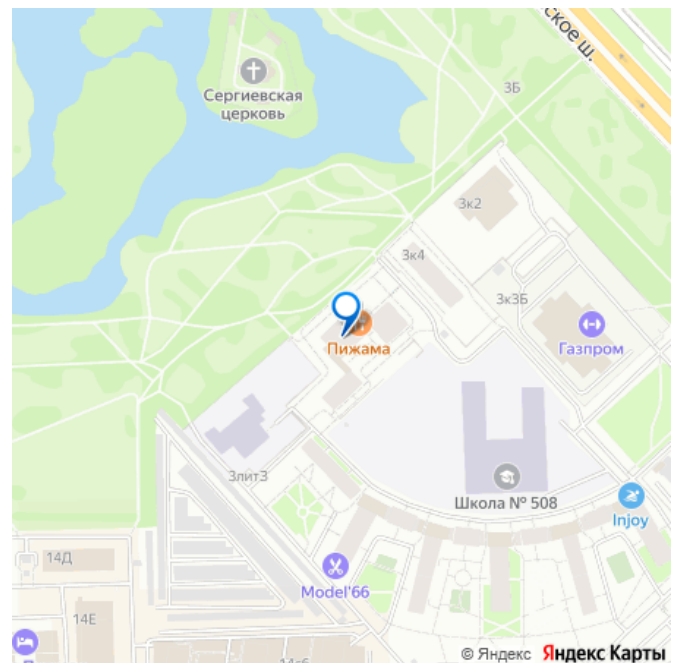 ское ш.
3Б
Сергиевская
церковь
3к2
3к4
3к3Б
Пижама
Газпром
3лит3
Школа № 508
Injoy
14Д
Model'66
14Е
© Яндекс Яндекс Карты